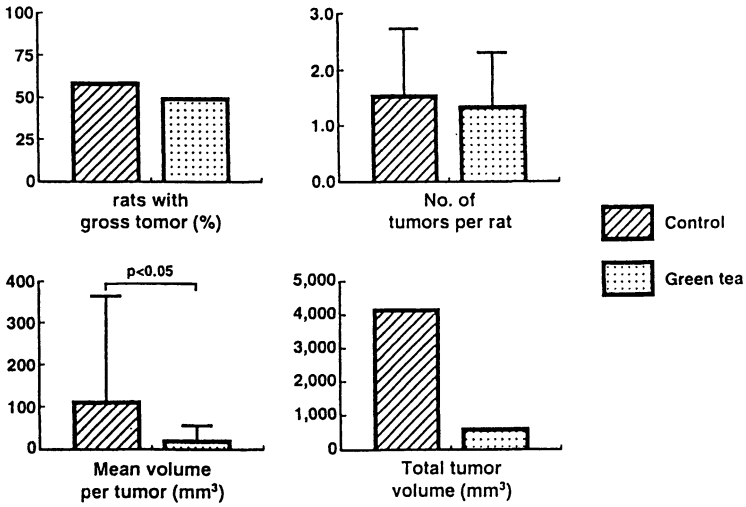 100
75
50
25
0
rats with
gross tomor (%)
3.0
2.0
1.0
0.0
No. of
tumors per rat
Control
Green tea
400
300
200
100
0
p<0.05
Mean volume
per tumor (mm³)
5,000
4,000
3,000
2,000
1,000
0
Total tumor
volume (mm³)